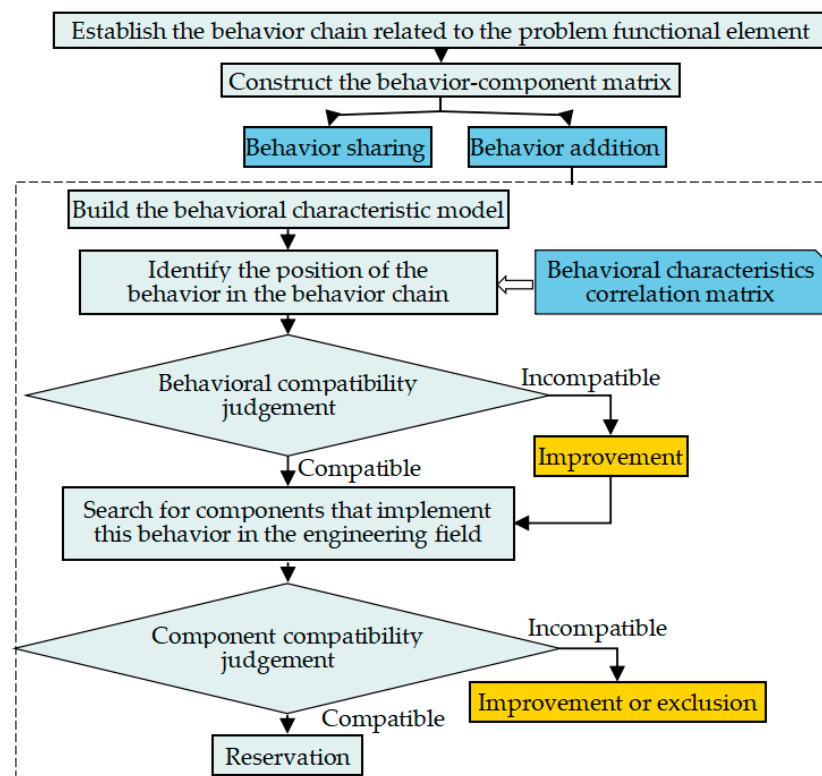 Establish the behavior chain related to the problem functional element
Construct the behavior-component matrix
Behavior sharing
Behavior addition
Build the behavioral characteristic model
Identify the position of the
behavior in the behavior chain
Behavioral characteristics
correlation matrix
Behavioral compatibility
judgement
Incompatible
Improvement
Compatible
Search for components that implement
this behavior in the engineering field
Component compatibility
judgement
Incompatible
Improvement or exclusion
Compatible
Reservation